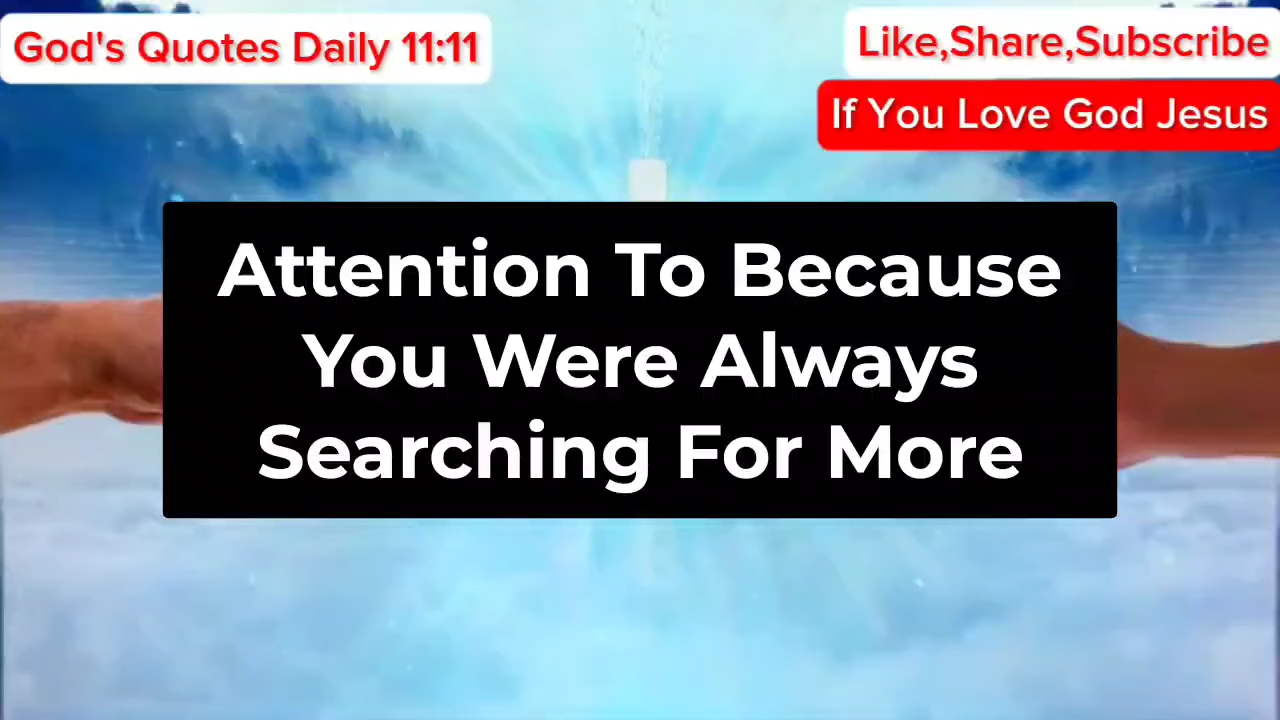 God's Quotes Daily 11:11
Like,Share,Subscribe
If You Love God Jesus
Attention To Because
You Were Always
Searching For More